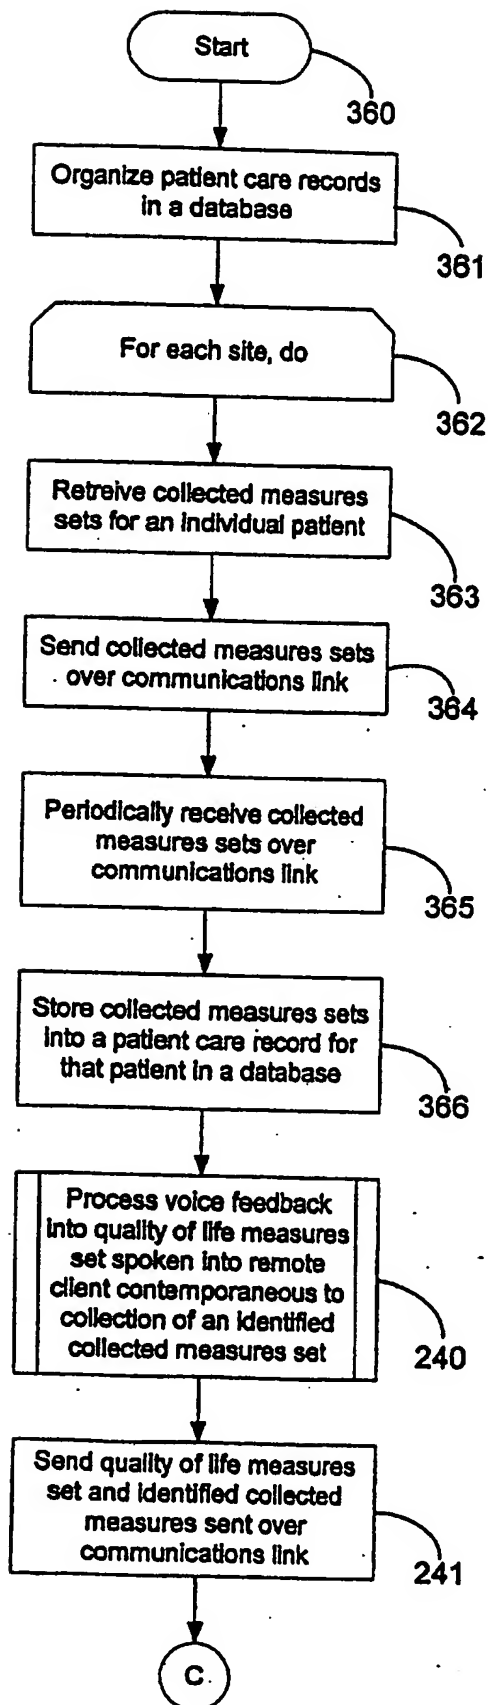 Start
360
Organize patient care records
in a database
361
For each site, do
362
Retreive collected measures
sets for an individual patient
363
Send collected measures sets
over communications link
364
Periodically receive collected
measures sets over
communications link
365
Store collected measures sets
into a patient care record for
that patient in a database
366
Process voice feedback
into quality of life measures
set spoken into remote
client contemporaneous to
collection of an identified
collected measures set
240
Send quality of life measures
set and identified collected
measures sent over
communications link
241
C